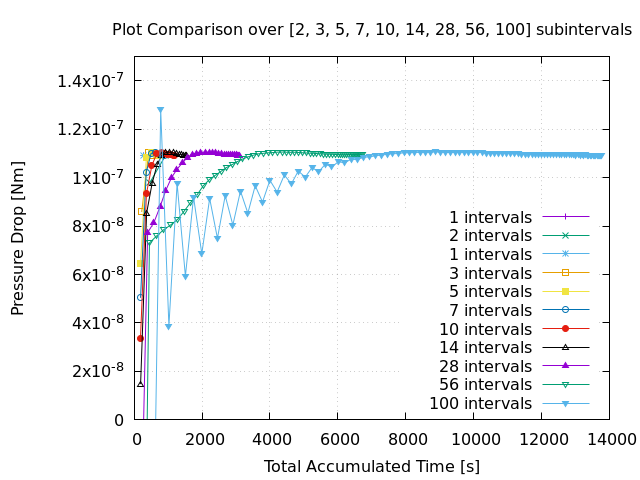 Plot Comparison over [2, 3, 5, 7, 10, 14, 28, 56, 100] subintervals
1.4x10-7
1.2x10-7
1x10-7
8x10-8
6x10-8
4x10-8
2x10-8
0
Pressure Drop [Nm]
1 intervals
2 intervals
1 intervals
3 intervals
5 intervals
7 intervals
10 intervals
14 intervals
28 intervals
56 intervals
100 intervals
0 2000 4000 6000 8000 10000 12000 14000
Total Accumulated Time [s]